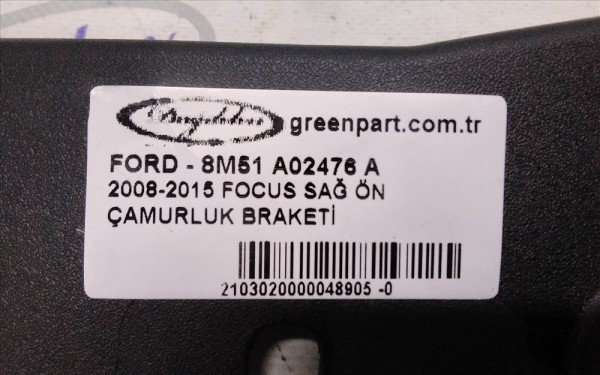 greenpart.com.tr
FORD - 8M51 A02476 A
2008-2015 FOCUS SAĞ ÖN
ÇAMURLUK BRAKETİ
2103020000048905 -0